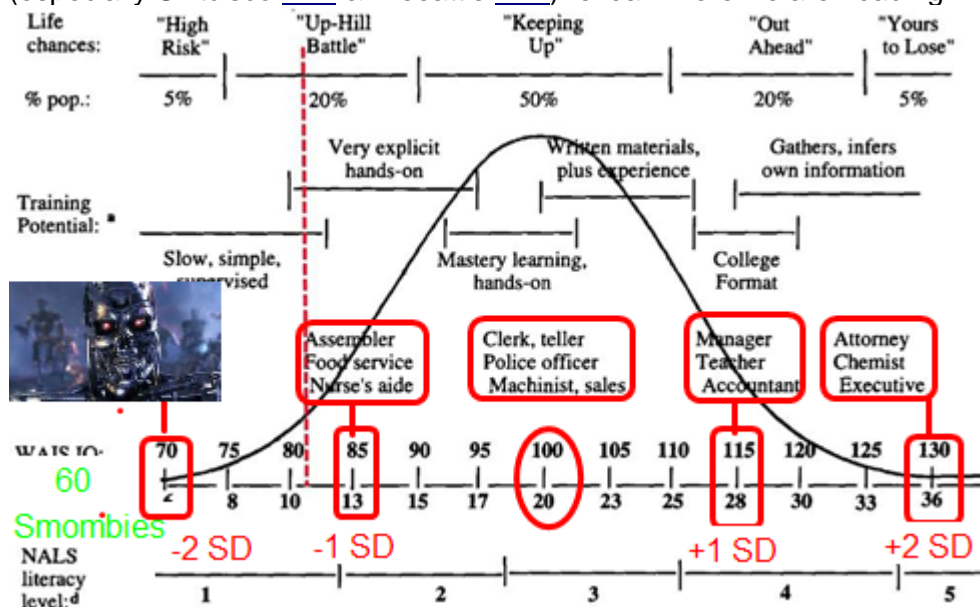 Life chances: "High Risk" "Up-Hill Battle" "Keeping Up" "Out Ahead" "Yours to Lose"
% pop.: 5% 20% 50% 20% 5%
Very explicit hands-on
Written materials, plus experience
Gathers, infers own information
Training Potential: a
Slow, simple, supervised
Mastery learning, hands-on
College Format
Assembler
Food service
Nurse's aide
Clerk, teller
Police officer
Machinist, sales
Manager
Teacher
Accountant
Attorney
Chemist
Executive
WAIS IQ: 70 75 80 85 90 95 100 105 110 115 120 125 130
8 10 13 15 17 20 23 25 28 30 33 36
60
Smombies
-2 SD -1 SD +1 SD +2 SD
NALS literacy level:d 1 2 3 4 5